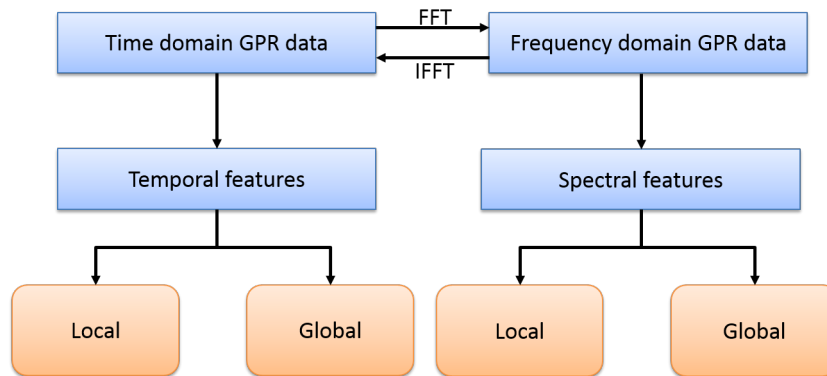 Time domain GPR data
FFT
IFFT
Frequency domain GPR data
Temporal features
Spectral features
Local
Global
Local
Global